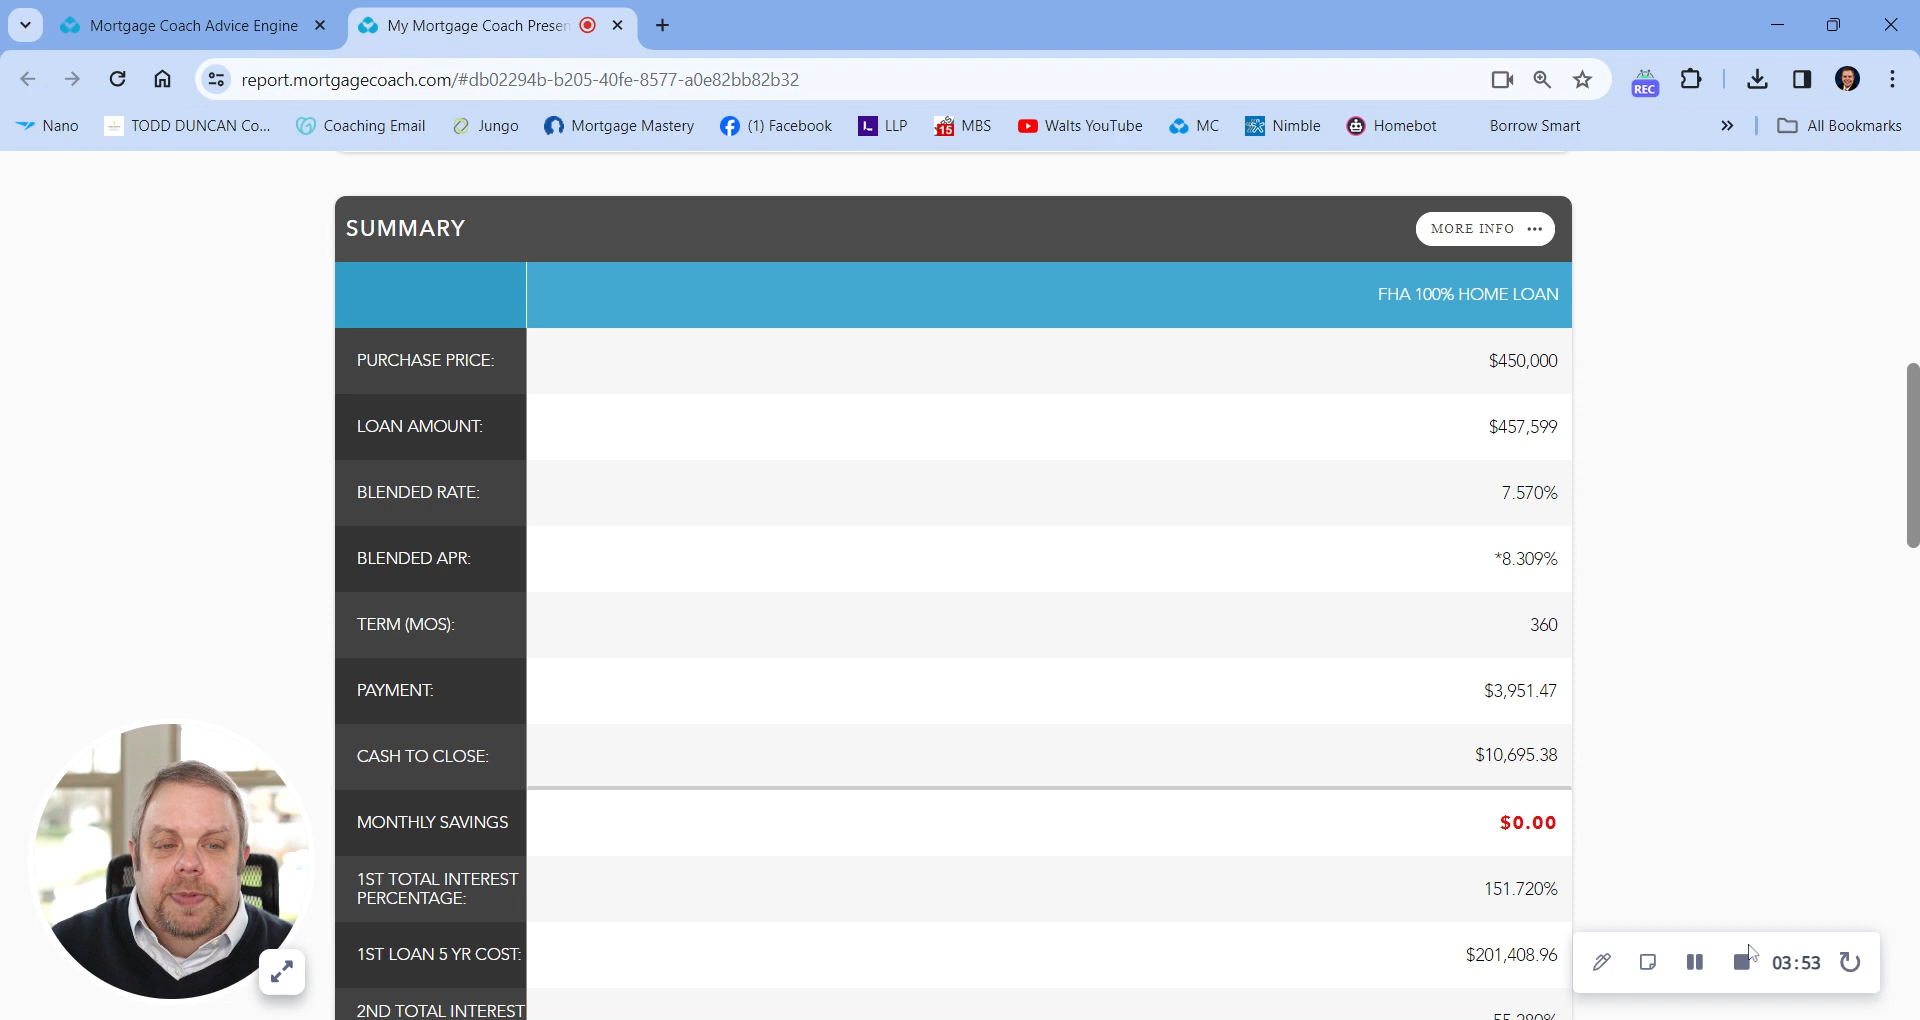 Mortgage Coach Advice Engine
My Mortgage Coach Presen
report.mortgagecoach.com/#db02294b-b205-40fe-8577-a0e82bb82b32
REC
Nano
TODD DUNCAN Co...
Coaching Email
Jungo
Mortgage Mastery
(1) Facebook
LLP
15
MBS
Walts YouTube
MC
Nimble
Homebot
Borrow Smart
All Bookmarks
SUMMARY
MORE INFO •••
FHA 100% HOME LOAN
PURCHASE PRICE: $450,000
LOAN AMOUNT: $457,599
BLENDED RATE: 7.570%
BLENDED APR: *8.309%
TERM (MOS): 360
PAYMENT: $3,951.47
CASH TO CLOSE: $10,695.38
MONTHLY SAVINGS $0.00
1ST TOTAL INTEREST
PERCENTAGE: 151.720%
1ST LOAN 5 YR COST: $201,408.96
2ND TOTAL INTEREST
03:53